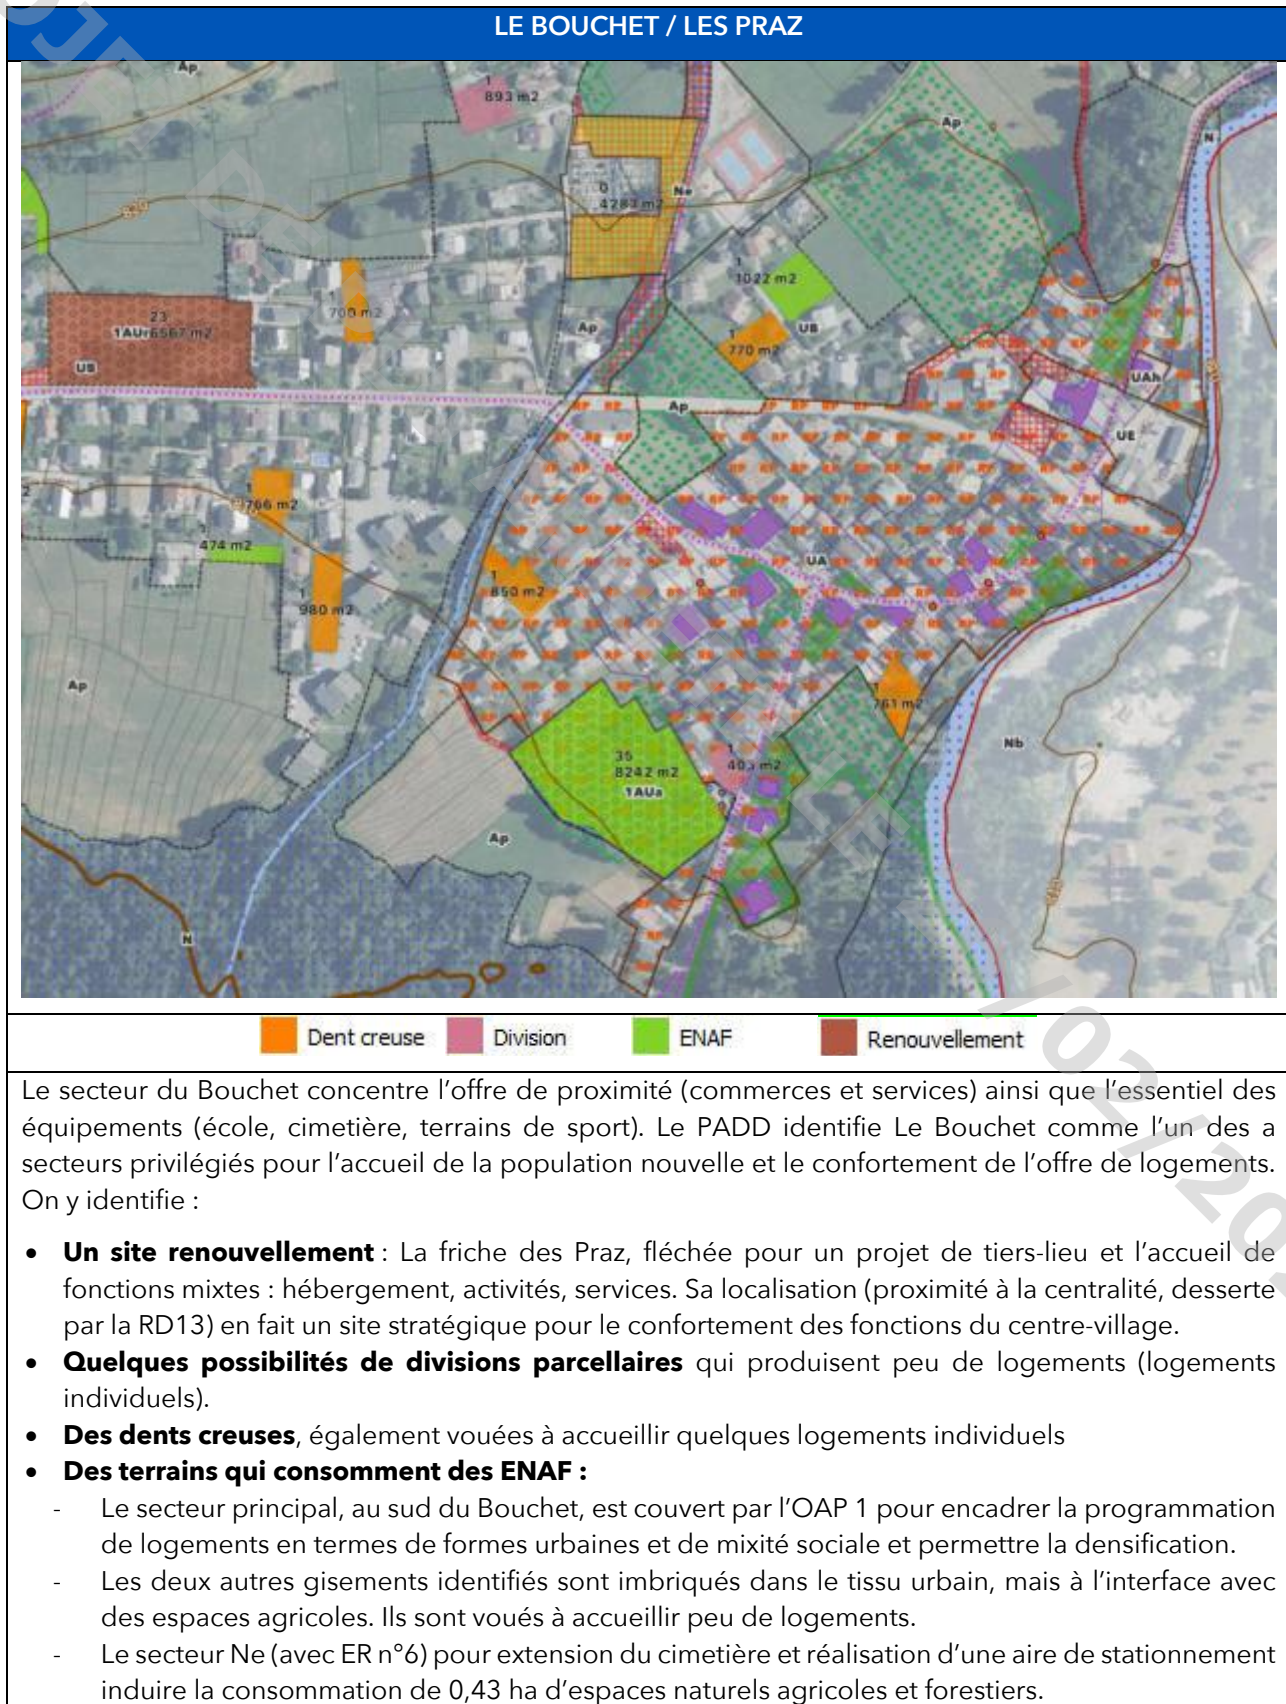 LE BOUCHET / LES PRAZ
Ap
1
893 m2
Ap
N
0
4283 m2
Ne
1
1022 m2
700 m2
23
1AUr6567 m2
Ap
UB
1
770 m2
UB
UAh
Ap
UE
1
766 m2
474 m2
UA
1
850 m2
1
980 m2
Ap
761 m2
Nb
35
8242 m2
1AUa
1
Ap
N
Dent creuse
Division
ENAF
Renouvellement
Le secteur du Bouchet concentre l’offre de proximité (commerces et services) ainsi que l’essentiel des
équipements (école, cimetière, terrains de sport). Le PADD identifie Le Bouchet comme l’un des a
secteurs privilégiés pour l’accueil de la population nouvelle et le confortement de l’offre de logements.
On y identifie :
• Un site renouvellement : La friche des Praz, fléchée pour un projet de tiers-lieu et l’accueil de
fonctions mixtes : hébergement, activités, services. Sa localisation (proximité à la centralité, desserte
par la RD13) en fait un site stratégique pour le confortement des fonctions du centre-village.
• Quelques possibilités de divisions parcellaires qui produisent peu de logements (logements
individuels).
• Des dents creuses, également vouées à accueillir quelques logements individuels
• Des terrains qui consomment des ENAF :
- Le secteur principal, au sud du Bouchet, est couvert par l’OAP 1 pour encadrer la programmation
de logements en termes de formes urbaines et de mixité sociale et permettre la densification.
- Les deux autres gisements identifiés sont imbriqués dans le tissu urbain, mais à l’interface avec
des espaces agricoles. Ils sont voués à accueillir peu de logements.
- Le secteur Ne (avec ER n°6) pour extension du cimetière et réalisation d’une aire de stationnement
induire la consommation de 0,43 ha d’espaces naturels agricoles et forestiers.